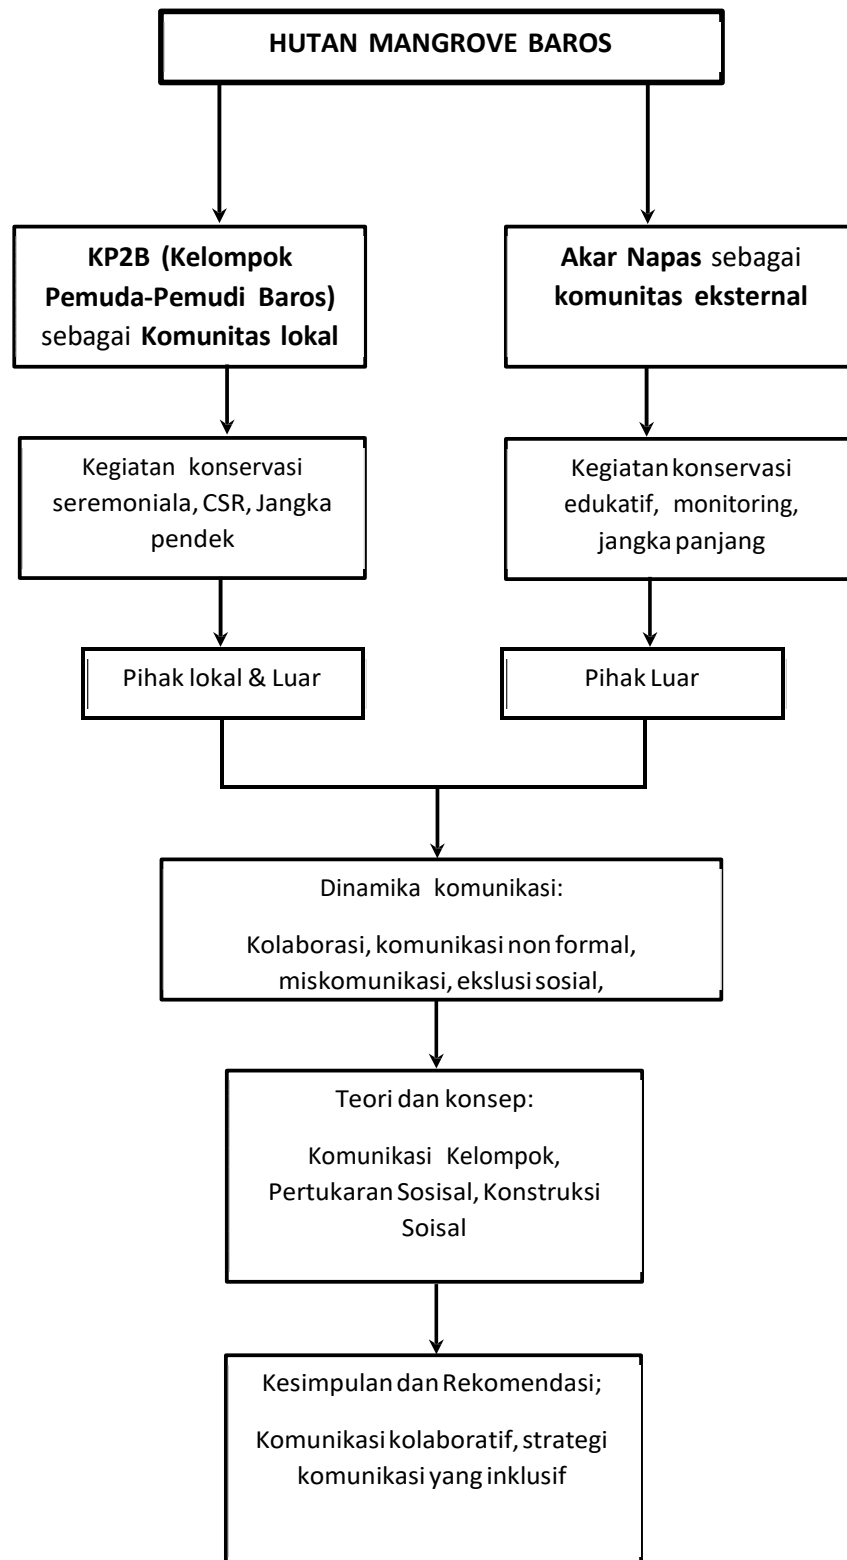 HUTAN MANGROVE BAROS
KP2B (Kelompok
Pemuda-Pemudi Baros)
sebagai Komunitas lokal
Akar Napas sebagai
komunitas eksternal
Kegiatan konservasi
seremoniala, CSR, Jangka
pendek
Kegiatan konservasi
edukatif, monitoring,
jangka panjang
Pihak lokal & Luar
Pihak Luar
Dinamika komunikasi:
Kolaborasi, komunikasi non formal,
miskomunikasi, ekslusi sosial,
Teori dan konsep:
Komunikasi Kelompok,
Pertukaran Sosisal, Konstruksi
Soisal
Kesimpulan dan Rekomendasi;
Komunikasi kolaboratif, strategi
komunikasi yang inklusif